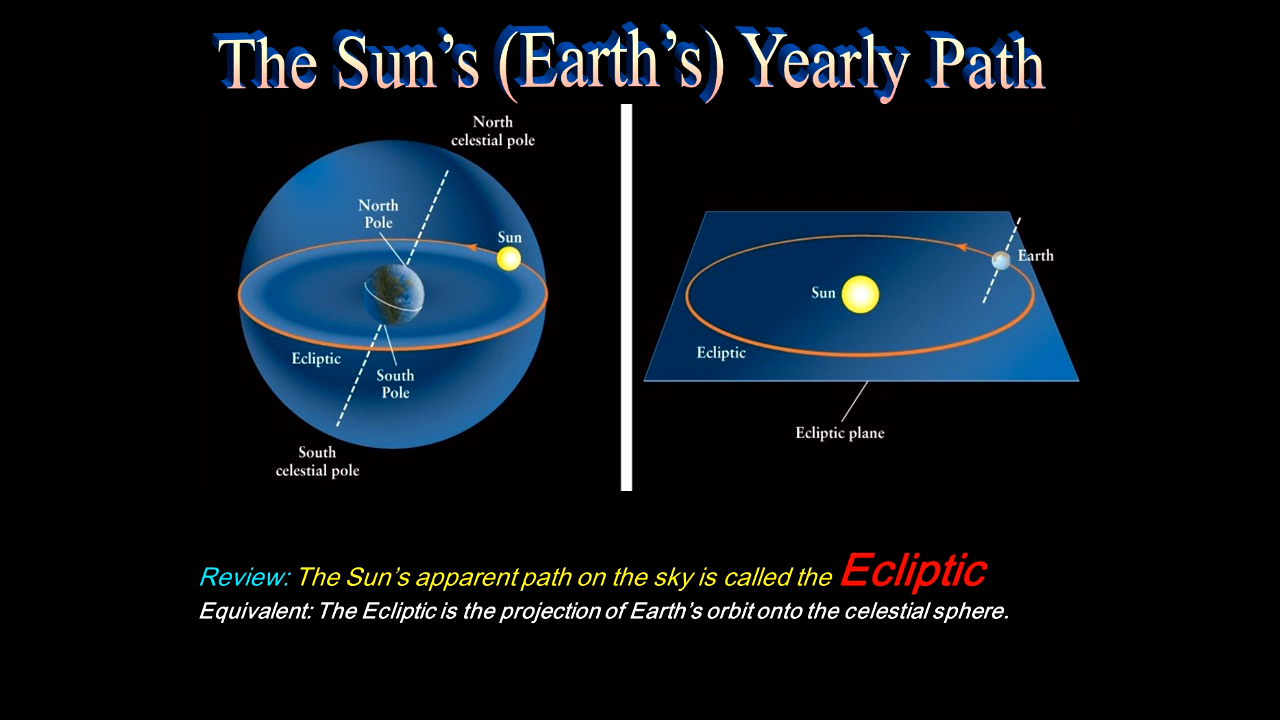 The Sun’s (Earth’s) Yearly Path
North
celestial pole
North
Pole
Sun
Ecliptic
South
Pole
South
celestial pole
Earth
Sun
Ecliptic
Ecliptic plane
Review: The Sun’s apparent path on the sky is called the Ecliptic
Equivalent: The Ecliptic is the projection of Earth’s orbit onto the celestial sphere.